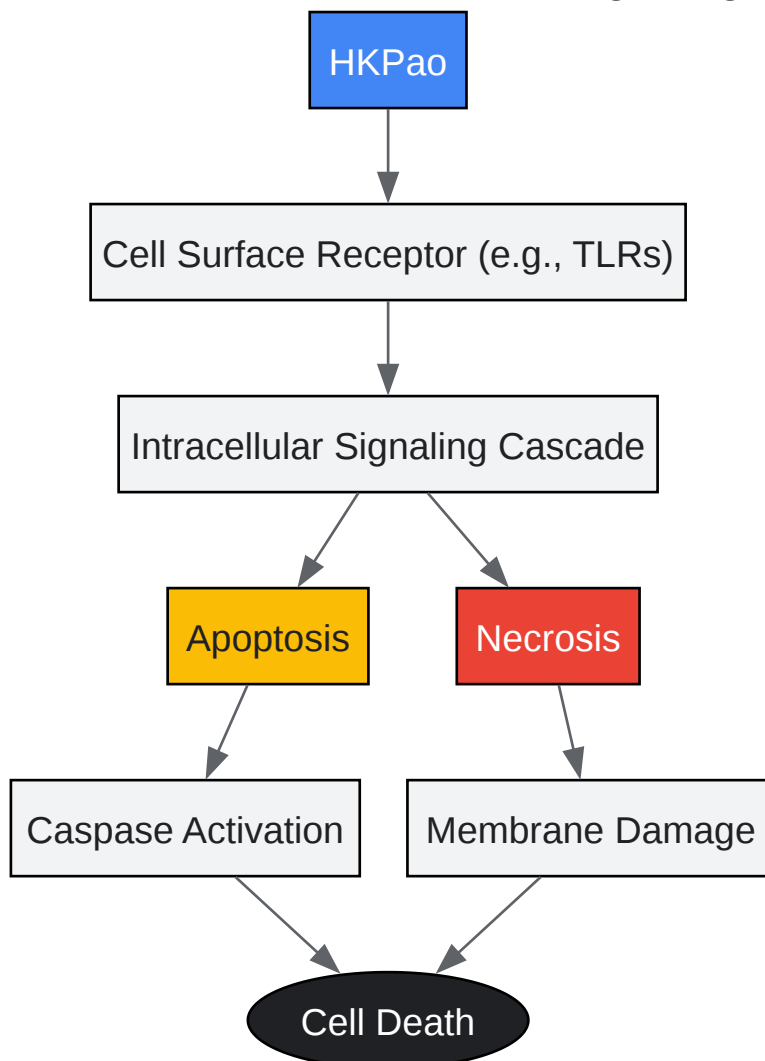 HKPao
Cell Surface Receptor (e.g., TLRs)
Intracellular Signaling Cascade
Apoptosis
Necrosis
Caspase Activation
Membrane Damage
Cell Death